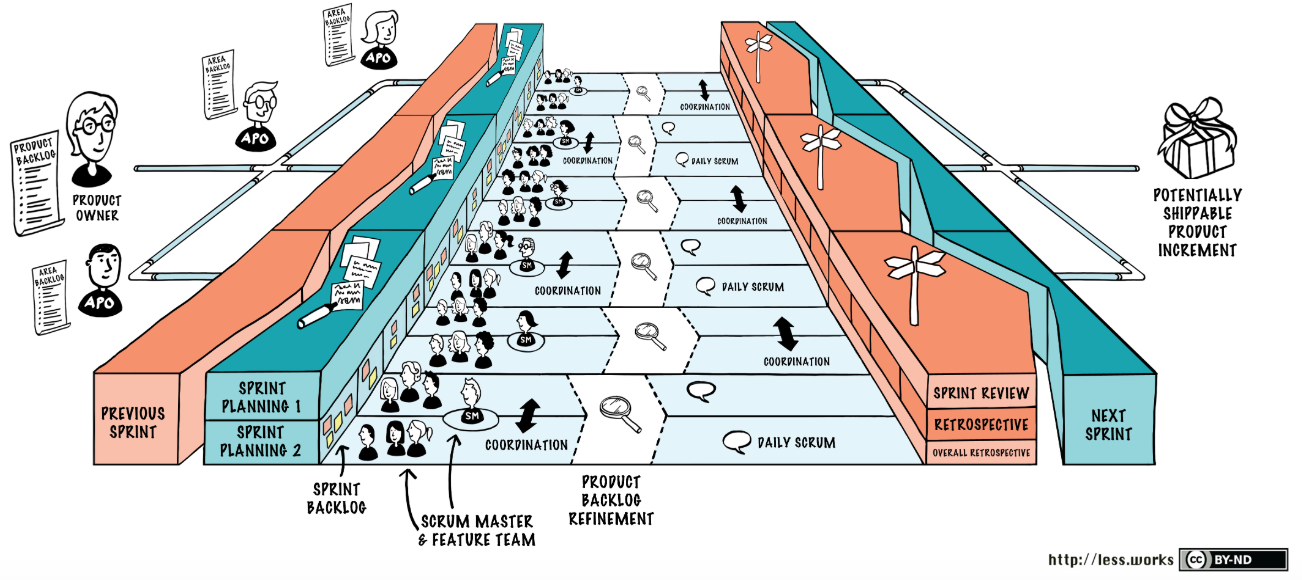 AREA
BACKLOG
APO
AREA
BACKLOG
APO
PRODUCT
BACKLOG
PRODUCT
OWNER
AREA
BACKLOG
APO
PREVIOUS
SPRINT
SPRINT
PLANNING 1
SPRINT
PLANNING 2
SM
COORDINATION
SM
COORDINATION
DAILY SCRUM
SM
COORDINATION
SM
COORDINATION
DAILY SCRUM
SM
COORDINATION
SM
COORDINATION
DAILY SCRUM
SPRINT
BACKLOG
SCRUM MASTER
& FEATURE TEAM
PRODUCT
BACKLOG
REFINEMENT
SPRINT REVIEW
RETROSPECTIVE
OVERALL RETROSPECTIVE
NEXT
SPRINT
POTENTIALLY
SHIPPABLE
PRODUCT
INCREMENT
http://less.works
cc BY-ND